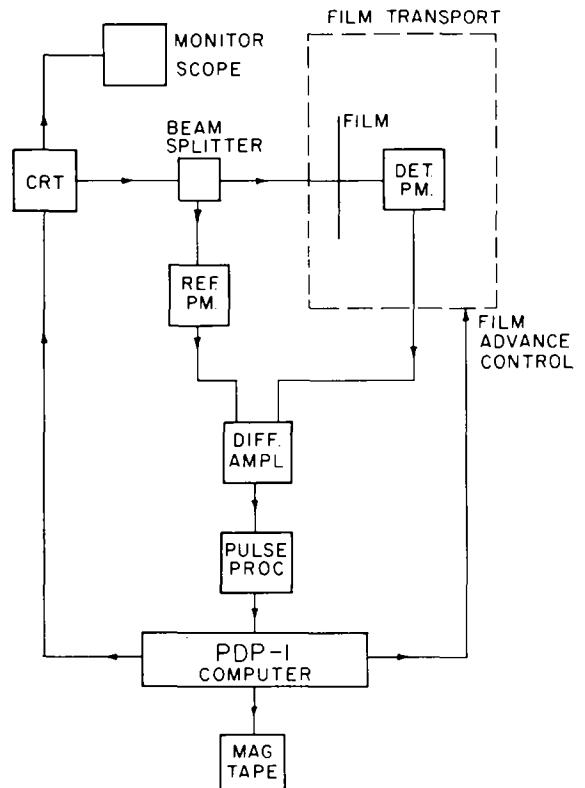 FILM TRANSPORT
MONITOR
SCOPE
BEAM
SPLITTER
FILM
CRT
DET.
PM.
REF.
PM.
FILM
ADVANCE
CONTROL
DIFF.
AMPL
PULSE
PROC
PDP-1
COMPUTER
MAG
TAPE